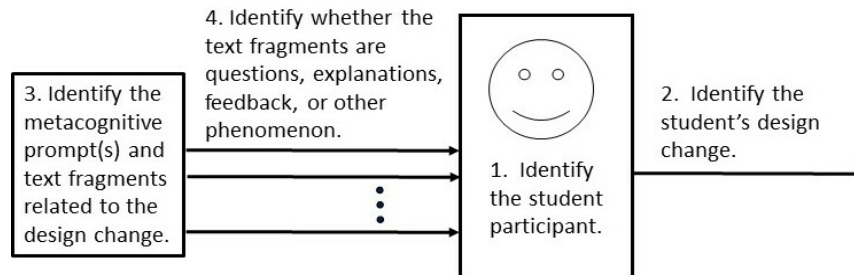 3. Identify the
metacognitive
prompt(s) and
text fragments
related to the
design change.
4. Identify whether the
text fragments are
questions, explanations,
feedback, or other
phenomenon.
1. Identify
the student
participant.
2. Identify the
student's design
change.